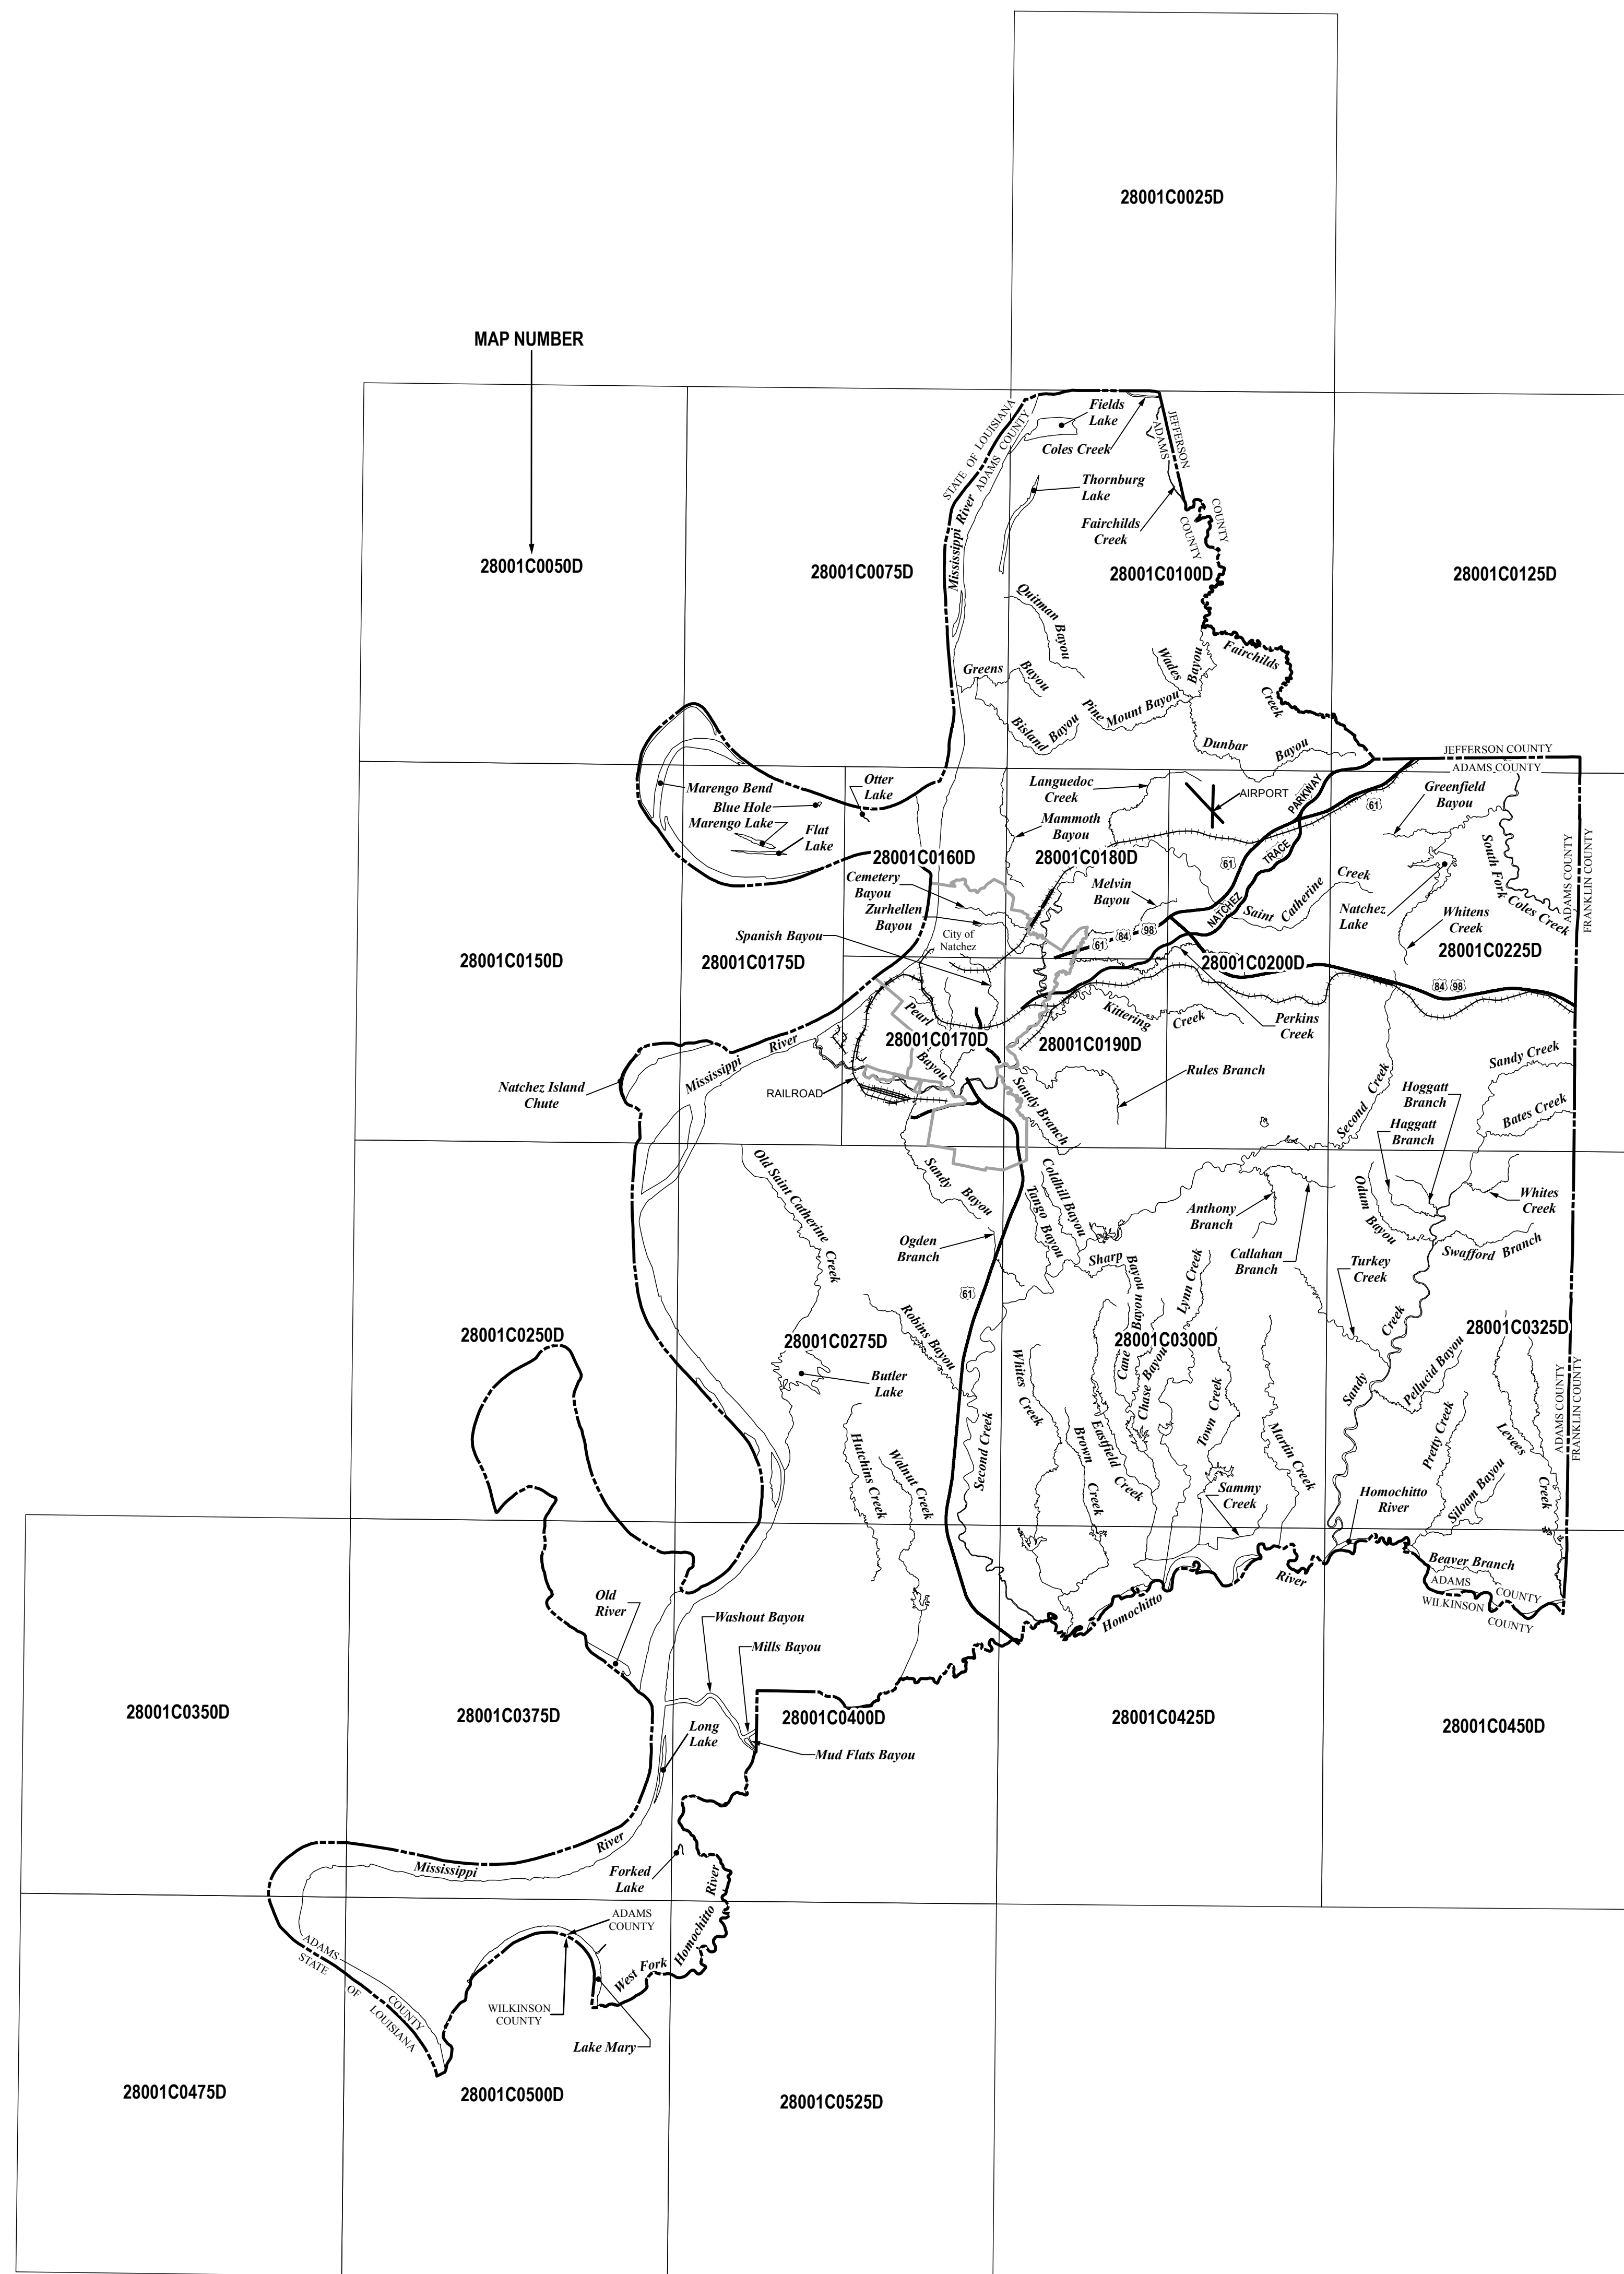 28001C0025D
MAP NUMBER
28001C0050D
28001C0075D
28001C0100D
28001C0125D
STATE OF LOUISIANA
ADAMS COUNTY
Mississippi River
Fields
Lake
Coles Creek
JEFFERSON COUNTY
ADAMS COUNTY
Thornburg
Lake
Fairchilds
Creek
Quitman Bayou
Greens Bayou
Wades Bayou
Fairchilds Creek
Bisland Bayou
Pine Mount Bayou
Dunbar Bayou
JEFFERSON COUNTY
ADAMS COUNTY
Marengo Bend
Blue Hole
Marengo Lake
Flat
Lake
Otter
Lake
Languedoc
Creek
Mammoth
Bayou
AIRPORT
NATCHEZ TRACE PARKWAY
61
Greenfield
Bayou
28001C0160D
28001C0180D
61
Cemetery
Bayou
Zurhellen
Bayou
Melvin
Bayou
Saint Catherine Creek
Natchez
Lake
Whitens
Creek
South Fork Coles Creek
ADAMS COUNTY
FRANKLIN COUNTY
Spanish Bayou
City of
Natchez
61
84
98
28001C0150D
28001C0175D
28001C0200D
28001C0225D
84
98
Pearl Bayou
28001C0170D
28001C0190D
Kittering Creek
Perkins
Creek
Mississippi River
Natchez Island
Chute
RAILROAD
Sandy Branch
Rules Branch
Second Creek
Hoggatt
Branch
Haggatt
Branch
Sandy Creek
Bates Creek
Old Saint Catherine Creek
Sandy Bayou
Ogden
Branch
Coldhill Bayou
Tango Bayou
Sharp Bayou
Anthony
Branch
Callahan
Branch
Odum Bayou
Whites
Creek
Swafford Branch
Turkey
Creek
61
28001C0250D
28001C0275D
28001C0300D
28001C0325D
Robins Bayou
Butler
Lake
Whites Creek
Cane Bayou
Chase Bayou
Lynn Creek
Town Creek
Martin Creek
Sandy Creek
Pellucid Bayou
Pretty Creek
Levees Creek
ADAMS COUNTY
FRANKLIN COUNTY
Hutchins Creek
Walnut Creek
Second Creek
Brown Creek
Eastfield Creek
Sammy
Creek
Homochitto
River
Siloam Bayou
Old
River
Washout Bayou
Mills Bayou
Homochitto River
Beaver Branch
ADAMS COUNTY
WILKINSON COUNTY
28001C0350D
28001C0375D
28001C0400D
28001C0425D
28001C0450D
Long
Lake
Mud Flats Bayou
Mississippi River
Forked
Lake
West Fork Homochitto River
ADAMS
COUNTY
ADAMS COUNTY
STATE OF LOUISIANA
WILKINSON
COUNTY
Lake Mary
28001C0475D
28001C0500D
28001C0525D